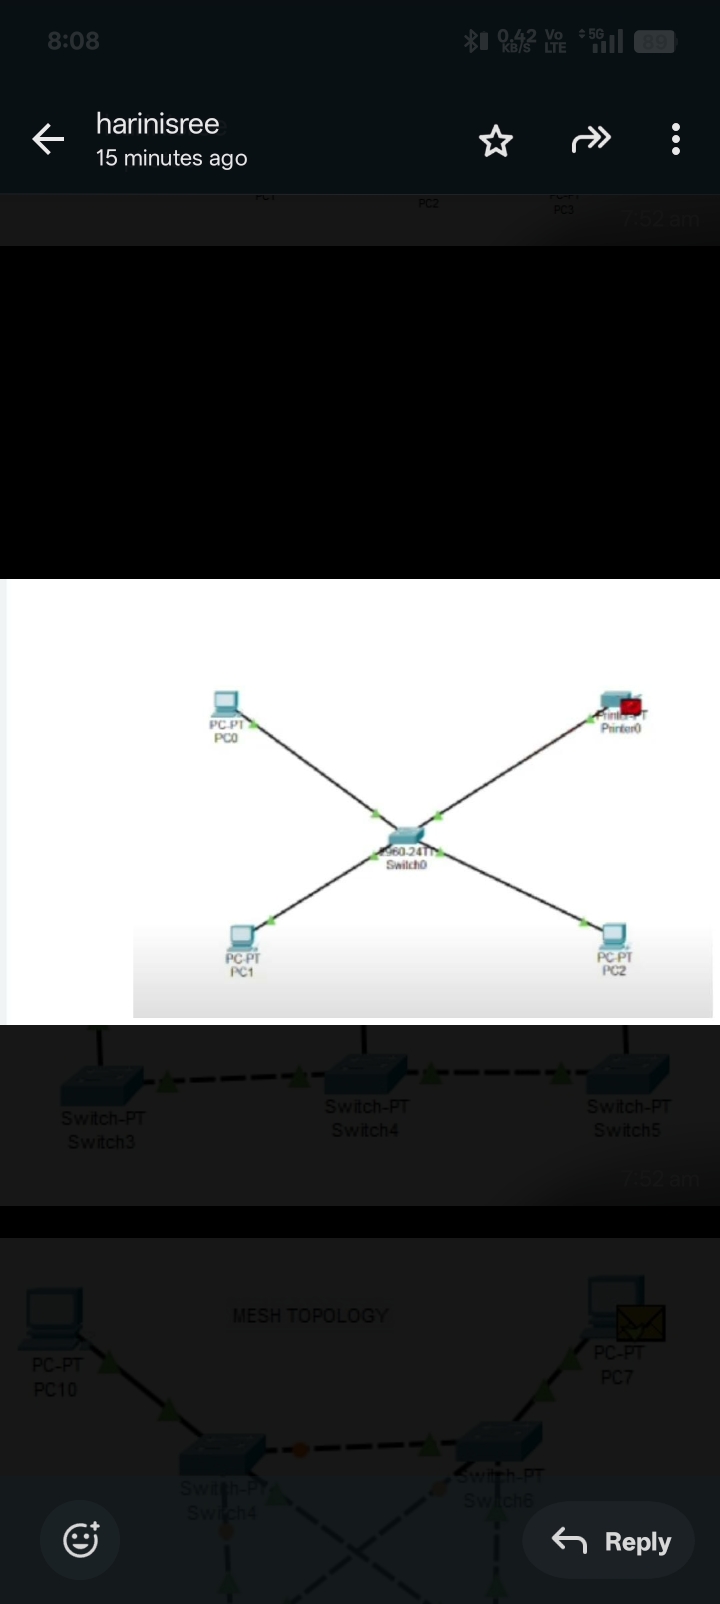 8:08
0.42 KB/S
Vo LTE
5G
89
harinisree
15 minutes ago
PC1
PC2
PC-PT
PC3
7:52 am
PC-PT
PC0
Printer-PT
Printer0
2960-24TT
Switch0
PC-PT
PC1
PC-PT
PC2
Switch-PT
Switch3
Switch-PT
Switch4
Switch-PT
Switch5
7:52 am
MESH TOPOLOGY
PC-PT
PC10
PC-PT
PC7
Switch-PT
Switch4
Switch-PT
Switch6
Reply